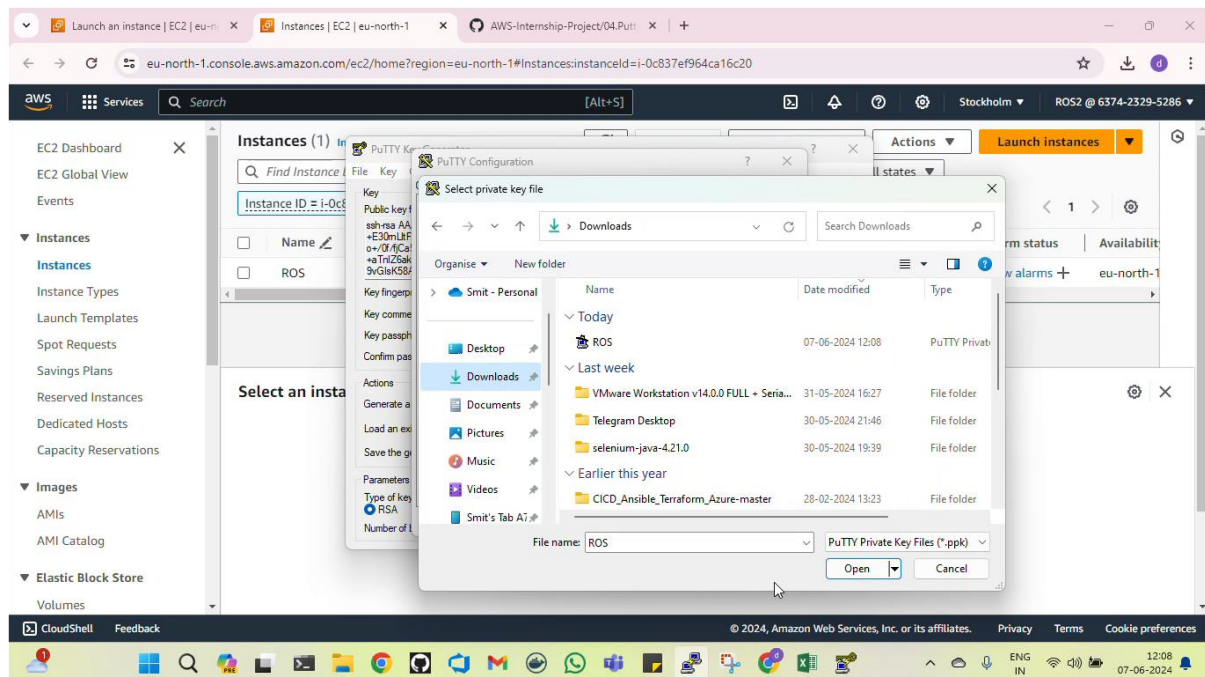 Launch an instance | EC2 | eu-n
Instances | EC2 | eu-north-1
AWS-Internship-Project/04.Putt
eu-north-1.console.aws.amazon.com/ec2/home?region=eu-north-1#Instances:instanceId=i-0c837ef964ca16c20
d
aws
Services
Search
[Alt+S]
Stockholm
ROS2 @ 6374-2329-5286
EC2 Dashboard
EC2 Global View
Events
Instances
Instances
Instance Types
Launch Templates
Spot Requests
Savings Plans
Reserved Instances
Dedicated Hosts
Capacity Reservations
Images
AMIs
AMI Catalog
Elastic Block Store
Volumes
Instances (1) In
Actions
Launch instances
Find Instance
ll states
Instance ID = i-0c8
1
Name
rm status
Availabilit
ROS
w alarms +
eu-north-1
Select an insta
PuTTY Key Generator
File Key
Key
Public key f
ssh-rsa AA
Key fingerp
Key comme
Key passph
Confirm pas
Actions
Generate a
Load an exi
Save the ge
Parameters
Type of key
RSA
Number of b
PuTTY Configuration
?
Select private key file
Downloads
Search Downloads
Organise
New folder
Smit - Personal
Desktop
Downloads
Documents
Pictures
Music
Videos
Smit's Tab A7
Name
Date modified
Type
Today
ROS 07-06-2024 12:08 PuTTY Privat
Last week
VMware Workstation v14.0.0 FULL + Seria... 31-05-2024 16:27 File folder
Telegram Desktop 30-05-2024 21:46 File folder
selenium-java-4.21.0 30-05-2024 19:39 File folder
Earlier this year
CICD_Ansible_Terraform_Azure-master 28-02-2024 13:23 File folder
File name: ROS
PuTTY Private Key Files (*.ppk)
Open
Cancel
CloudShell
Feedback
© 2024, Amazon Web Services, Inc. or its affiliates.
Privacy
Terms
Cookie preferences
1
PRE
ENG
IN
12:08
07-06-2024